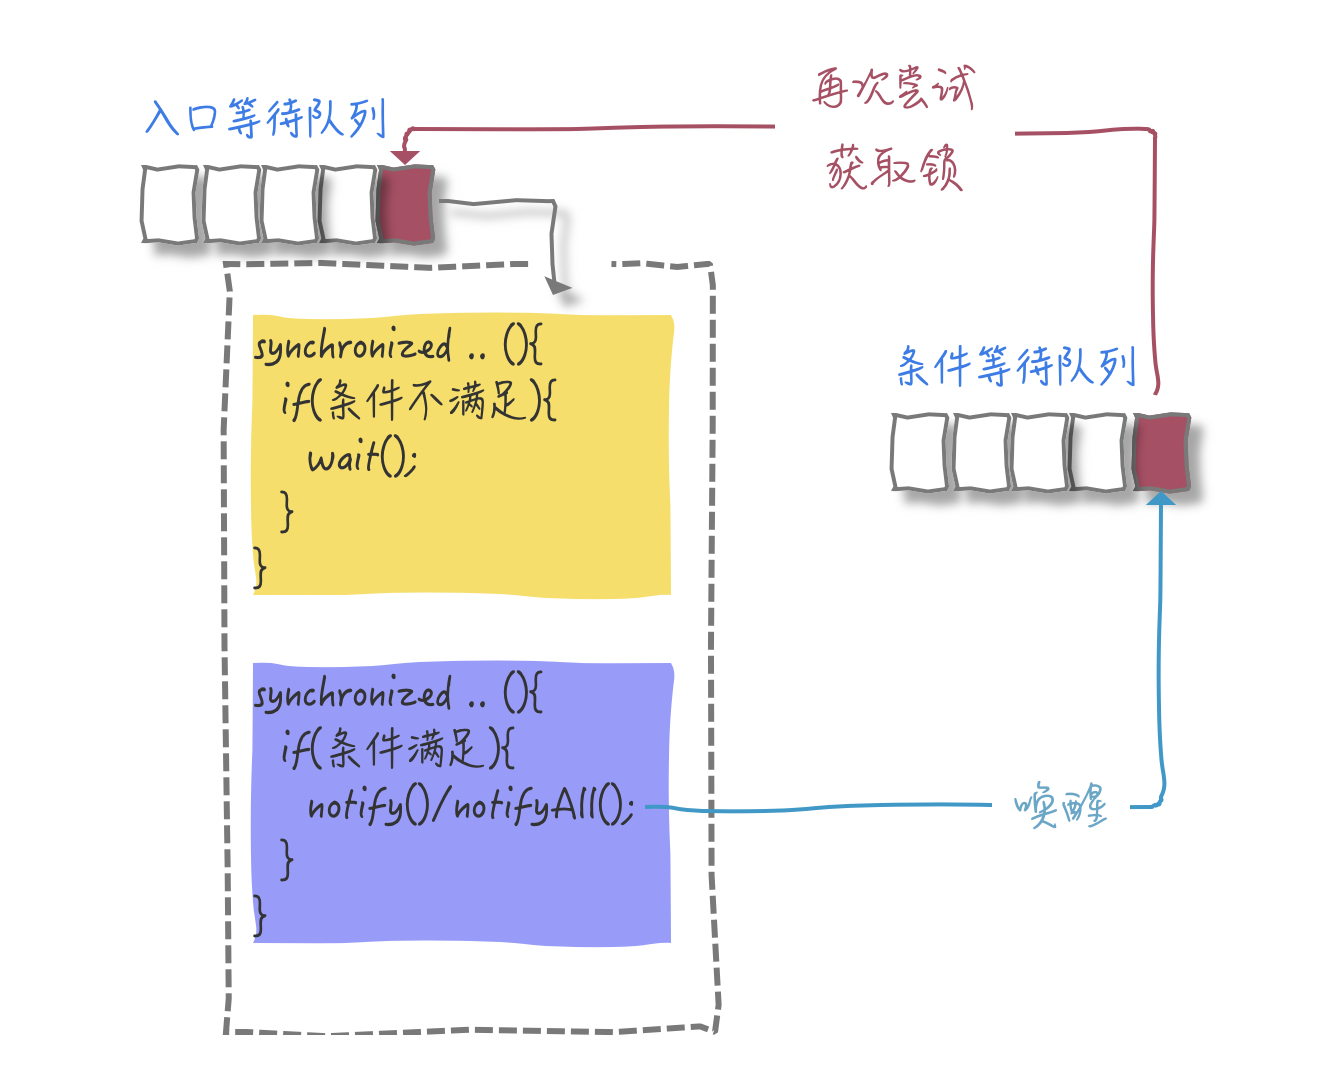 再次尝试
获取锁
入口等待队列
synchronized .. (){
if(条件不满足){
wait();
}
}
条件等待队列
synchronized .. (){
if(条件满足){
notify()/notifyAll();
}
}
唤醒